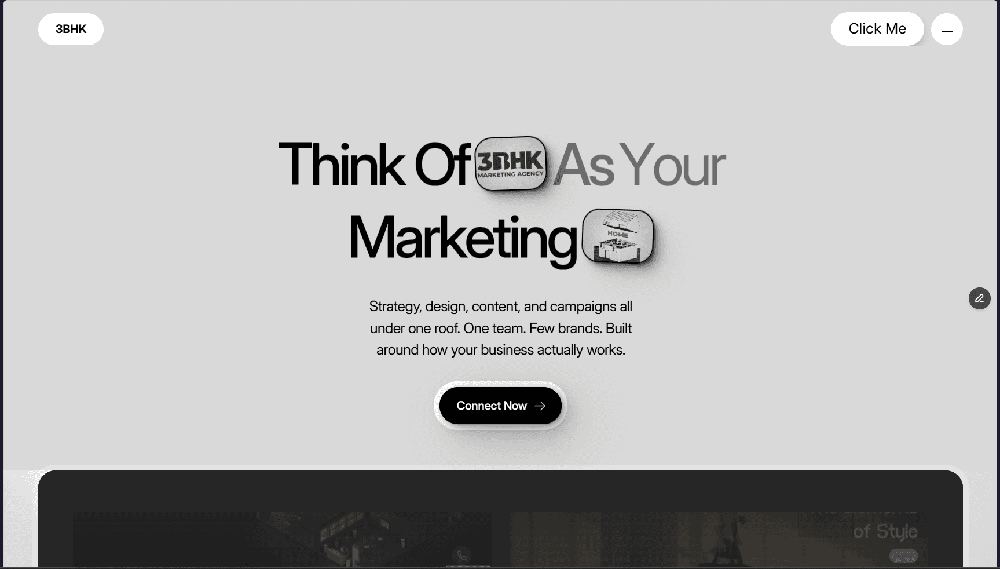 3BHK
Click Me
Think Of 3BHK MARKETING AGENCY As Your
Marketing HOME
Strategy, design, content, and campaigns all
under one roof. One team. Few brands. Built
around how your business actually works.
Connect Now
of Style